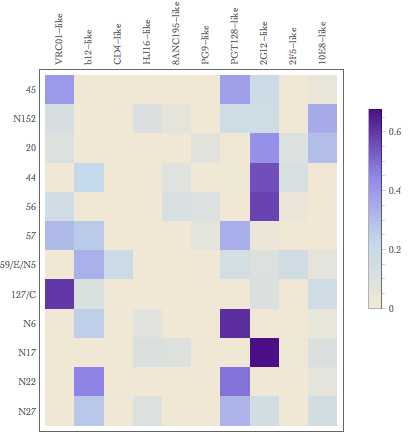 VRC01-like
b12-like
CD4-like
HJ16-like
8ANC195-like
PG9-like
PGT128-like
2G12-like
2F5-like
10E8-like
45
N152
20
44
56
57
59/E/N5
127/C
N6
N17
N22
N27
0.6
0.4
0.2
0